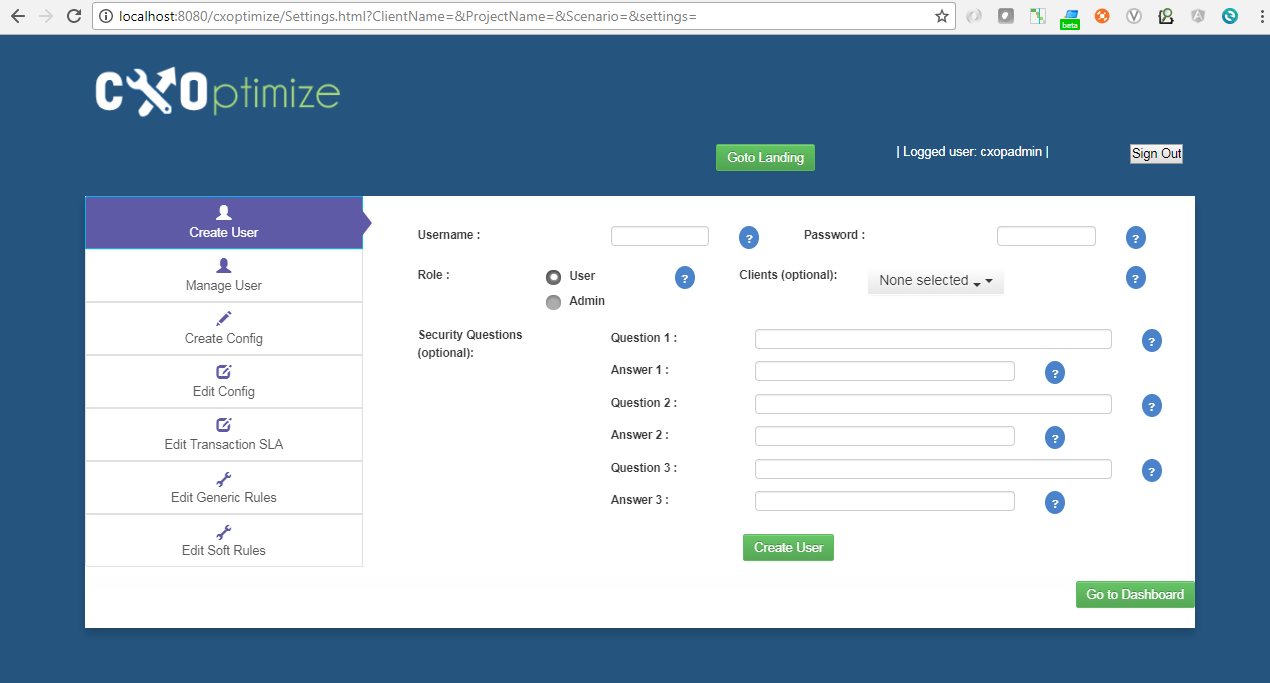 localhost:8080/cxoptimize/Settings.html?ClientName=&ProjectName=&Scenario=&settings=
beta
CXOptimize
Goto Landing
| Logged user: cxopadmin |
Sign Out
Create User
Manage User
Create Config
Edit Config
Edit Transaction SLA
Edit Generic Rules
Edit Soft Rules
Username :
?
Password :
?
Role :
User
?
Clients (optional):
None selected
?
Admin
Security Questions
(optional):
Question 1 :
?
Answer 1 :
?
Question 2 :
?
Answer 2 :
?
Question 3 :
?
Answer 3 :
?
Create User
Go to Dashboard